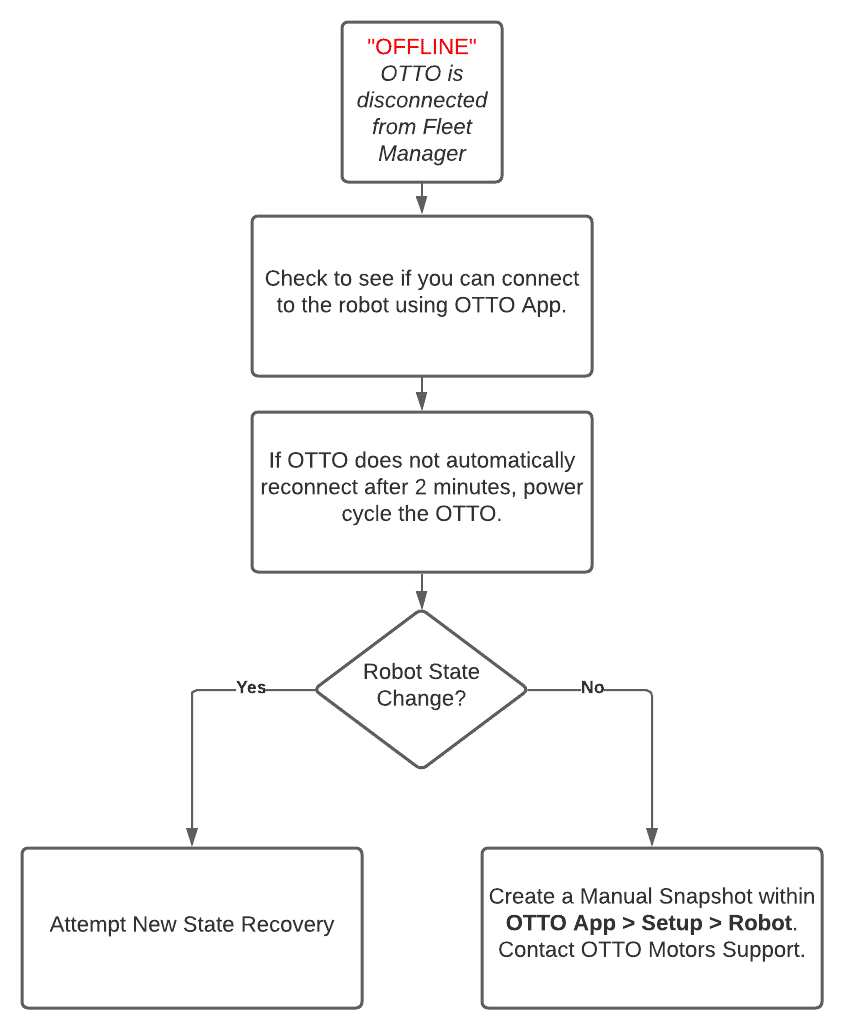 "OFFLINE"
OTTO is
disconnected
from Fleet
Manager
Check to see if you can connect
to the robot using OTTO App.
If OTTO does not automatically
reconnect after 2 minutes, power
cycle the OTTO.
Robot State
Change?
Yes
No
Attempt New State Recovery
Create a Manual Snapshot within
OTTO App > Setup > Robot.
Contact OTTO Motors Support.